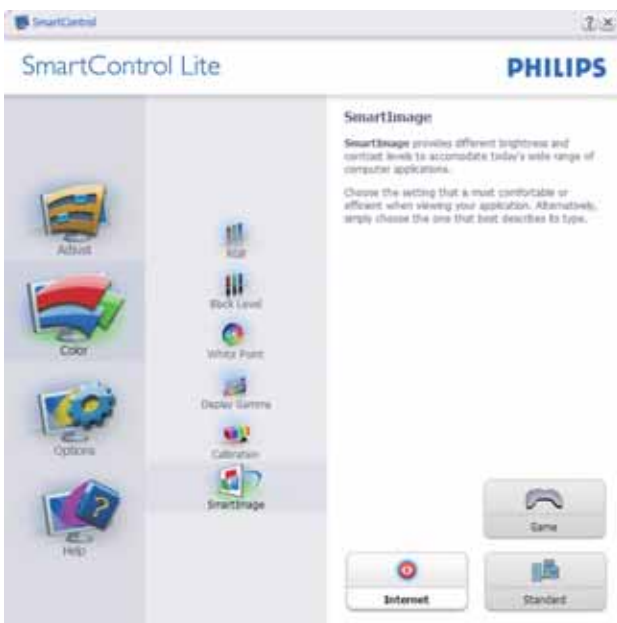 SmartControl
? ×
SmartControl Lite
PHILIPS
Adjust
Color
Options
Help
RGB
Black Level
White Point
Display Gamma
Calibration
SmartImage
SmartImage
SmartImage provides different brightness and
contrast levels to accomodate today's wide range of
computer applications.
Choose the setting that is most comfortable or
efficient when viewing your application. Alternatively,
simply choose the one that best describes its type.
Game
Internet
Standard